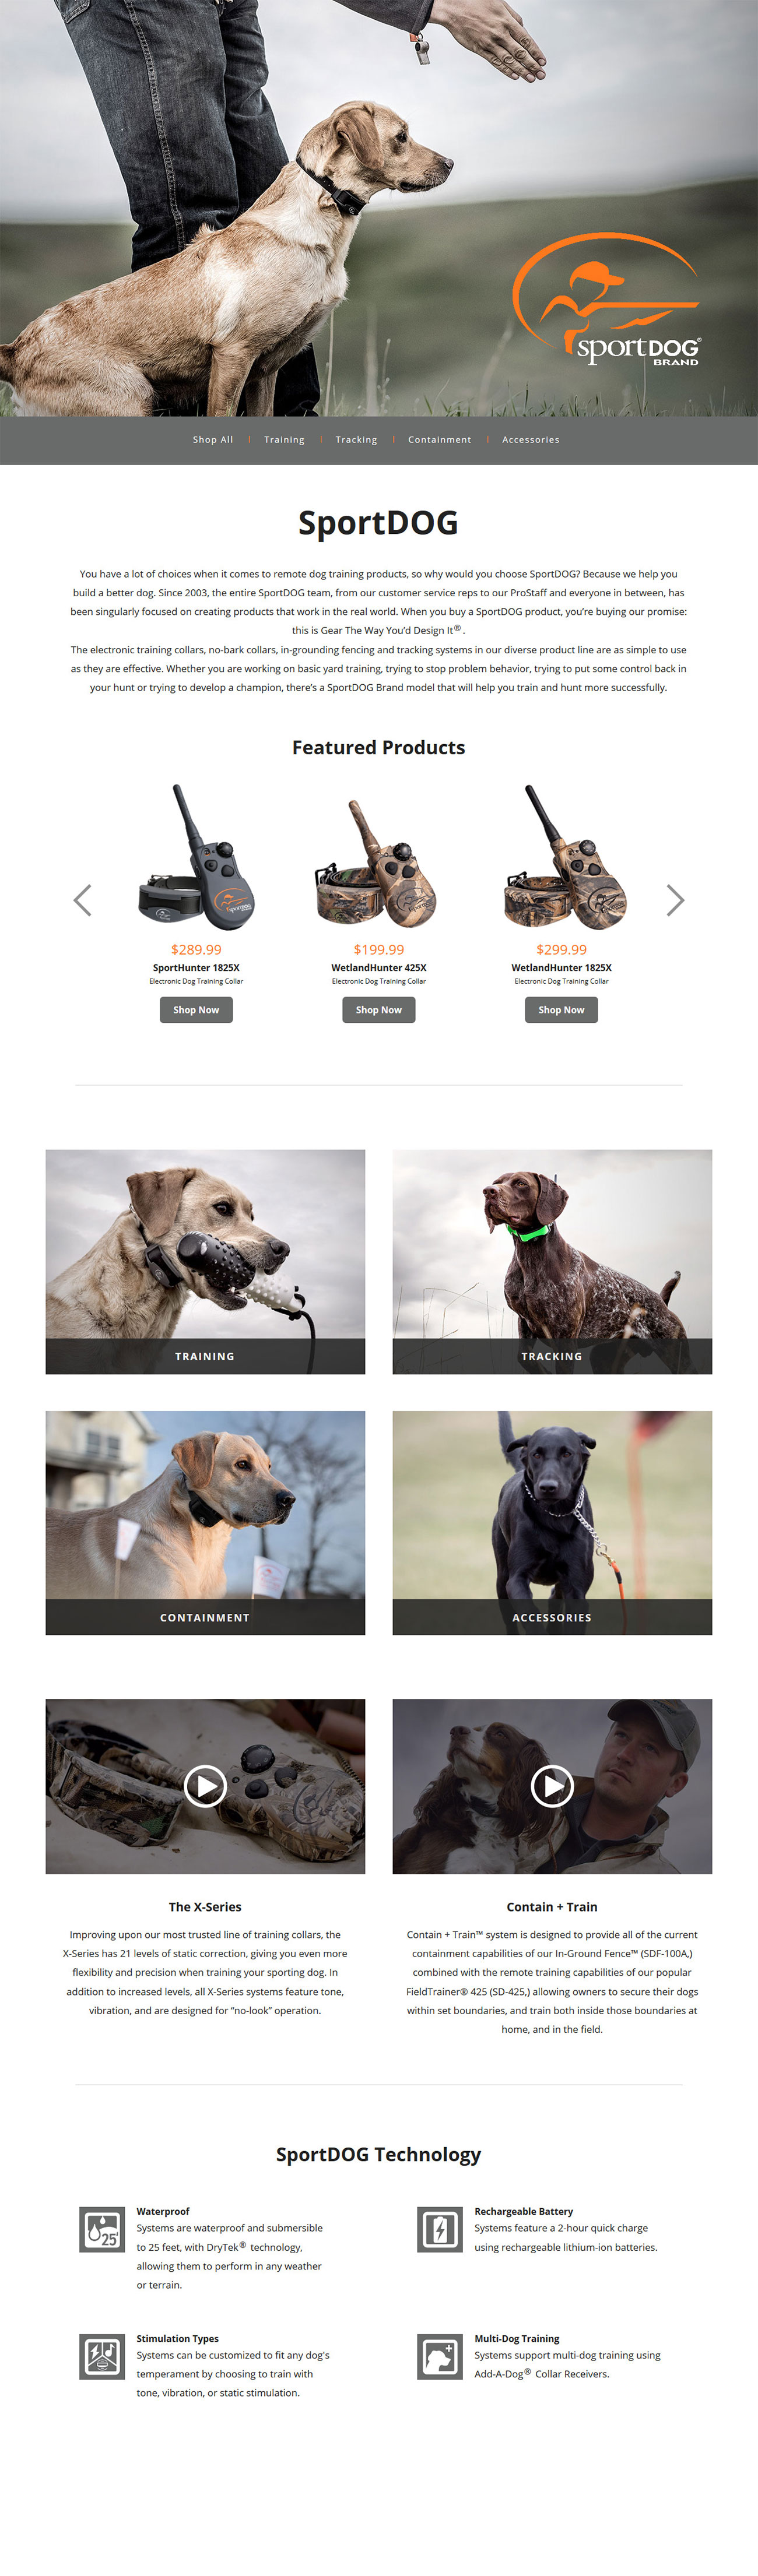 sportDOG®
BRAND
Shop All | Training | Tracking | Containment | Accessories
SportDOG
You have a lot of choices when it comes to remote dog training products, so why would you choose SportDOG? Because we help you
build a better dog. Since 2003, the entire SportDOG team, from our customer service reps to our ProStaff and everyone in between, has
been singularly focused on creating products that work in the real world. When you buy a SportDOG product, you're buying our promise:
this is Gear The Way You'd Design It® .
The electronic training collars, no-bark collars, in-grounding fencing and tracking systems in our diverse product line are as simple to use
as they are effective. Whether you are working on basic yard training, trying to stop problem behavior, trying to put some control back in
your hunt or trying to develop a champion, there's a SportDOG Brand model that will help you train and hunt more successfully.
Featured Products
$289.99
SportHunter 1825X
Electronic Dog Training Collar
Shop Now
$199.99
WetlandHunter 425X
Electronic Dog Training Collar
Shop Now
$299.99
WetlandHunter 1825X
Electronic Dog Training Collar
Shop Now
TRAINING
TRACKING
CONTAINMENT
ACCESSORIES
The X-Series
Improving upon our most trusted line of training collars, the
X-Series has 21 levels of static correction, giving you even more
flexibility and precision when training your sporting dog. In
addition to increased levels, all X-Series systems feature tone,
vibration, and are designed for “no-look” operation.
Contain + Train
Contain + Train™ system is designed to provide all of the current
containment capabilities of our In-Ground Fence™ (SDF-100A,)
combined with the remote training capabilities of our popular
FieldTrainer® 425 (SD-425,) allowing owners to secure their dogs
within set boundaries, and train both inside those boundaries at
home, and in the field.
SportDOG Technology
25'
Waterproof
Systems are waterproof and submersible
to 25 feet, with DryTek® technology,
allowing them to perform in any weather
or terrain.
Rechargeable Battery
Systems feature a 2-hour quick charge
using rechargeable lithium-ion batteries.
Stimulation Types
Systems can be customized to fit any dog's
temperament by choosing to train with
tone, vibration, or static stimulation.
Multi-Dog Training
Systems support multi-dog training using
Add-A-Dog® Collar Receivers.